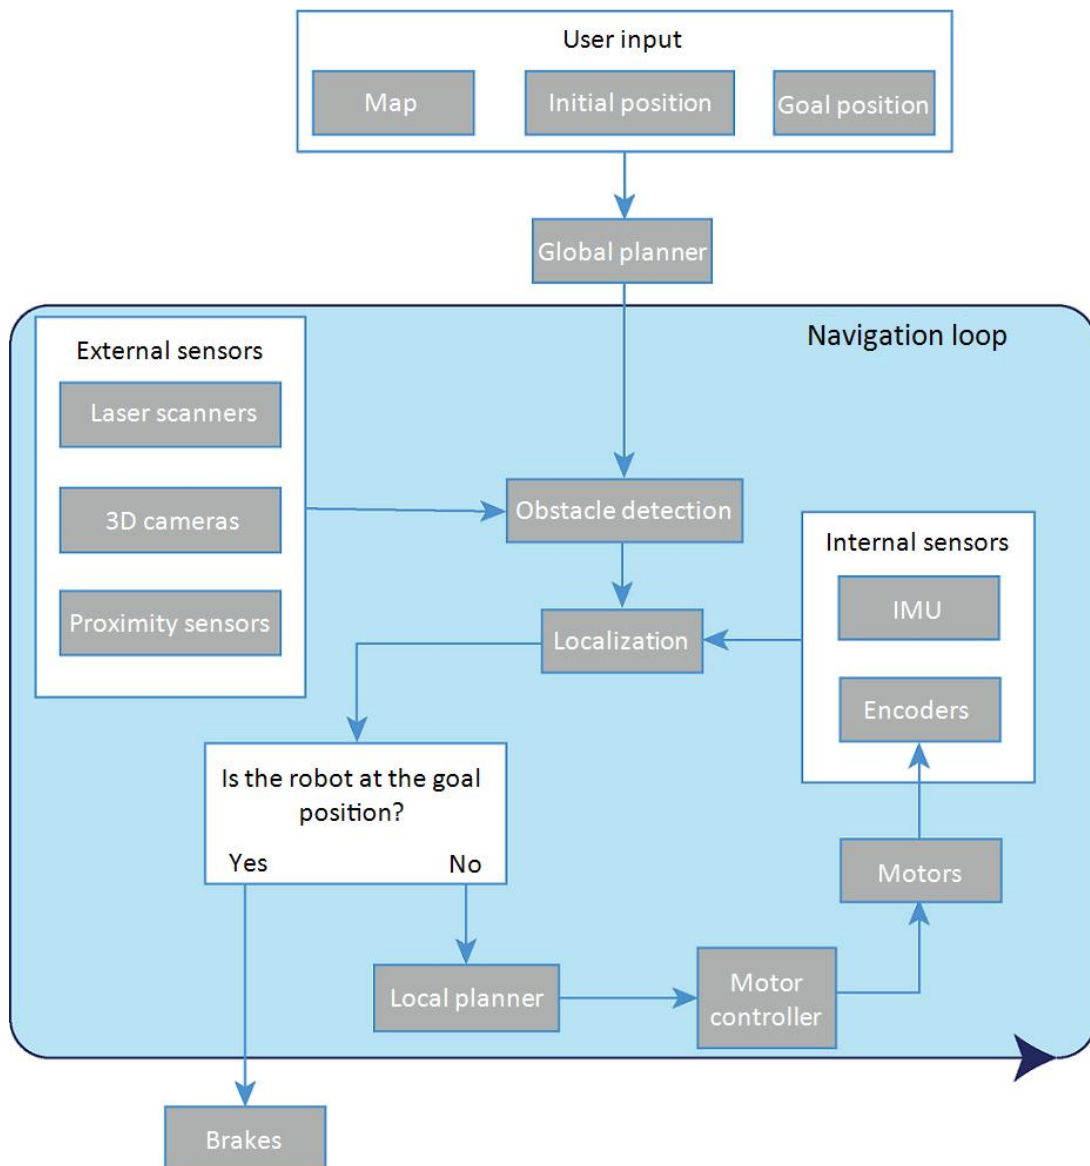 User input
Map
Initial position
Goal position
Global planner
Navigation loop
External sensors
Laser scanners
3D cameras
Proximity sensors
Obstacle detection
Localization
Internal sensors
IMU
Encoders
Is the robot at the goal
position?
Yes
No
Motors
Local planner
Motor
controller
Brakes